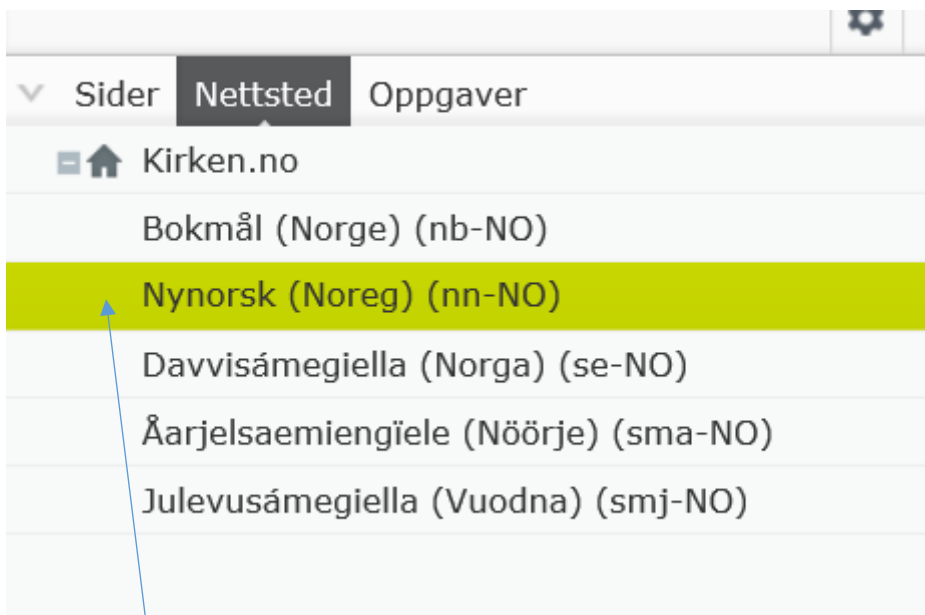 Sider Nettsted Oppgaver
Kirken.no
Bokmål (Norge) (nb-NO)
Nynorsk (Noreg) (nn-NO)
Davvisámegiella (Norga) (se-NO)
Åarjelsaemiengïele (Nöörje) (sma-NO)
Julevusámegiella (Vuodna) (smj-NO)